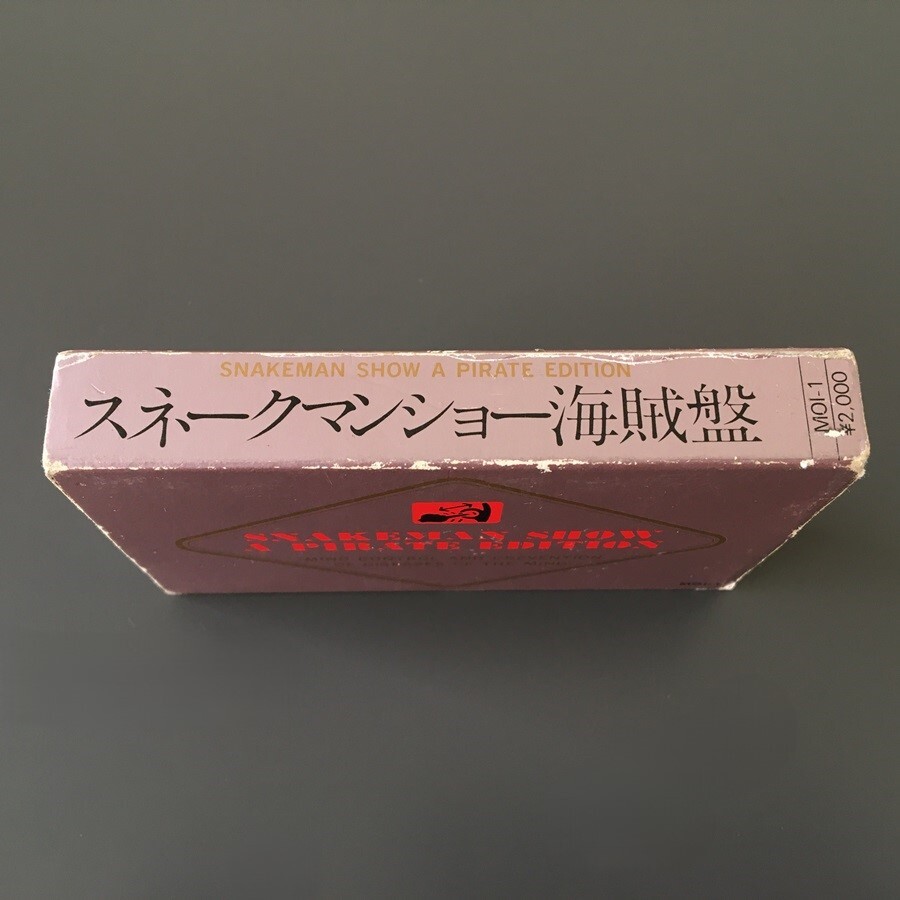 SNAKEMAN SHOW A PIRATE EDITION
スネークマンショー海賊盤
MOI-1
¥2,000
SNAKEMAN SHOW
A PIRATE EDITION